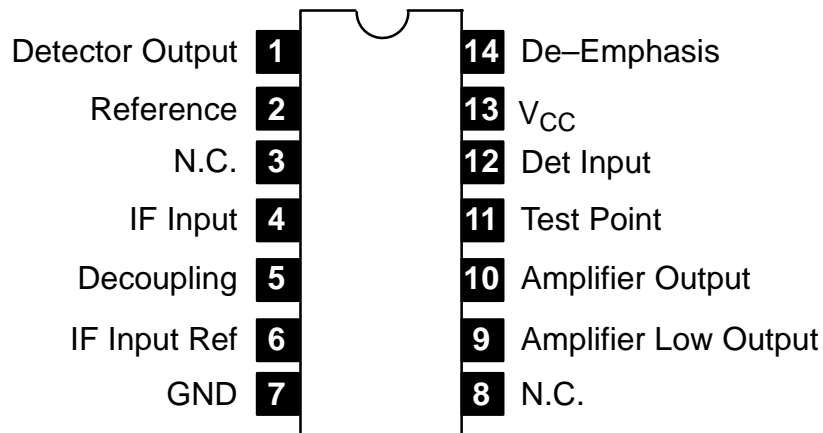 Detector Output 1 14 De–Emphasis
Reference 2 13 VCC
N.C. 3 12 Det Input
IF Input 4 11 Test Point
Decoupling 5 10 Amplifier Output
IF Input Ref 6 9 Amplifier Low Output
GND 7 8 N.C.